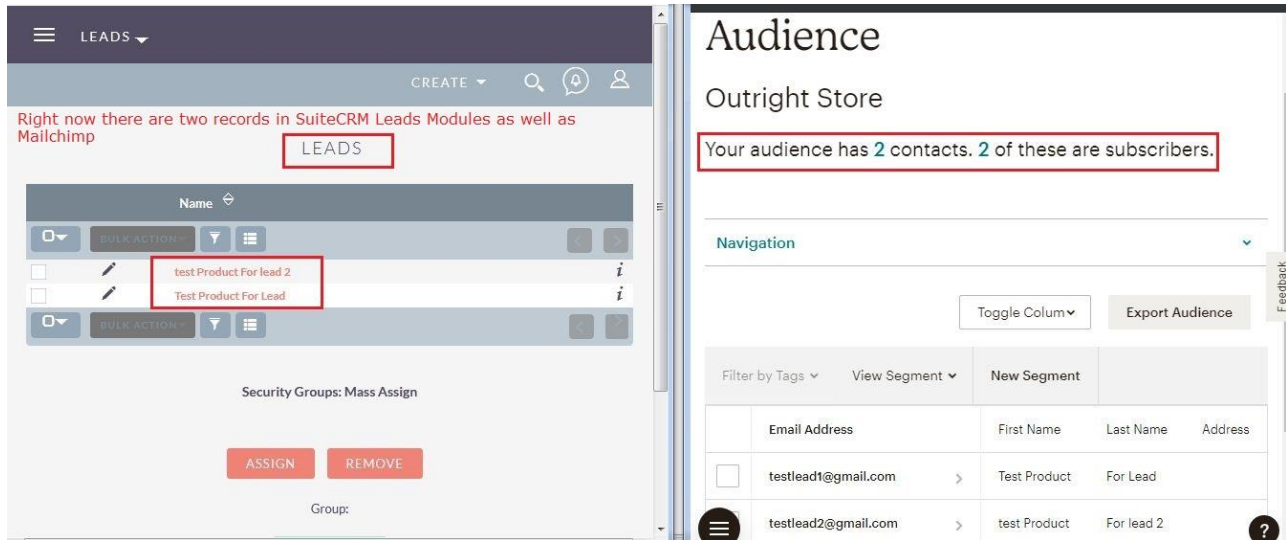 LEADS
CREATE
Right now there are two records in SuiteCRM Leads Modules as well as
Mailchimp
LEADS
Name
BULK ACTION
test Product For lead 2
i
Test Product For Lead
i
BULK ACTION
Security Groups: Mass Assign
ASSIGN REMOVE
Group:
Audience
Outright Store
Your audience has 2 contacts. 2 of these are subscribers.
Navigation
Feedback
Toggle Colum Export Audience
Filter by Tags View Segment New Segment
Email Address First Name Last Name Address
testlead1@gmail.com Test Product For Lead
testlead2@gmail.com test Product For lead 2
?